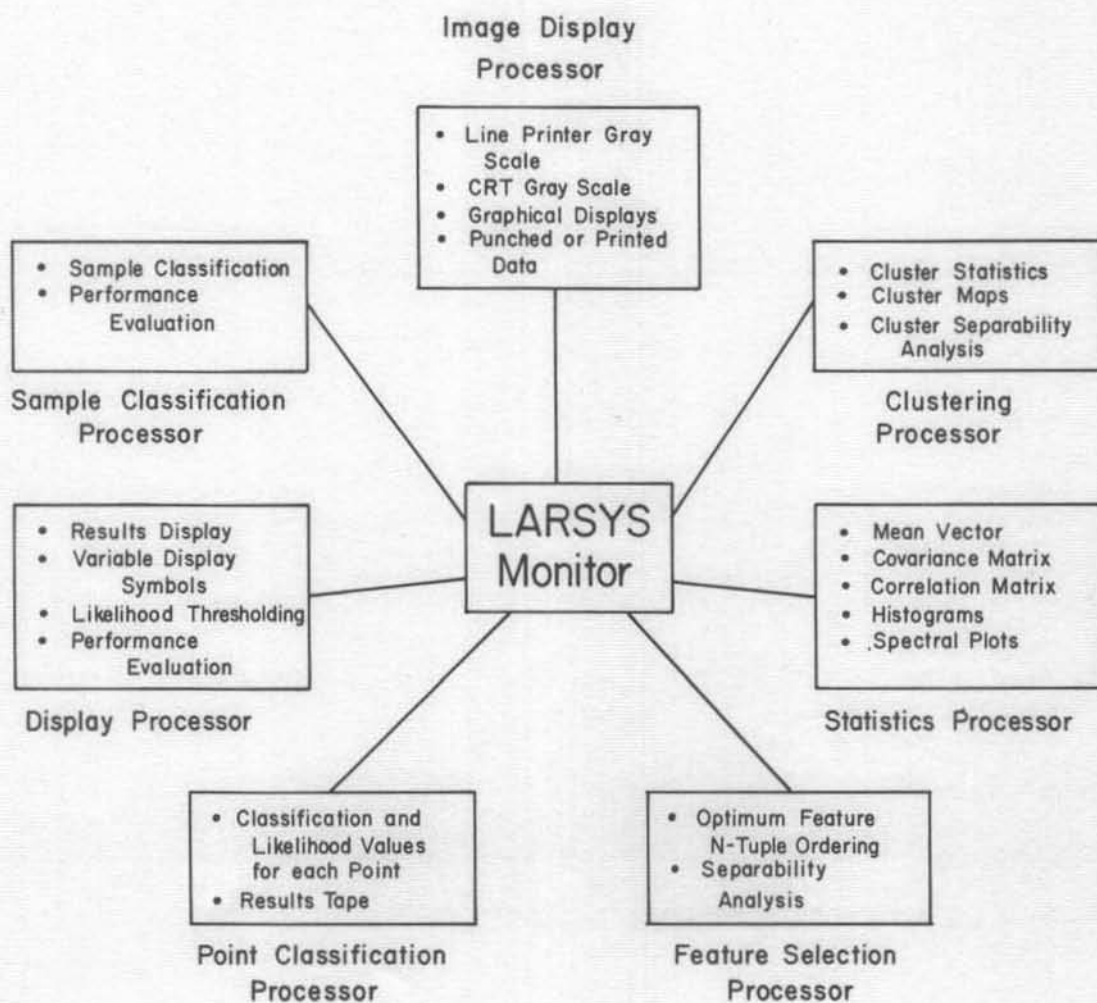 Image Display
Processor
• Line Printer Gray
Scale
• CRT Gray Scale
• Graphical Displays
• Punched or Printed
Data
• Sample Classification
• Performance
Evaluation
Sample Classification
Processor
• Cluster Statistics
• Cluster Maps
• Cluster Separability
Analysis
Clustering
Processor
LARSYS
Monitor
• Results Display
• Variable Display
Symbols
• Likelihood Thresholding
• Performance
Evaluation
Display Processor
• Mean Vector
• Covariance Matrix
• Correlation Matrix
• Histograms
• Spectral Plots
Statistics Processor
• Classification and
Likelihood Values
for each Point
• Results Tape
Point Classification
Processor
• Optimum Feature
N-Tuple Ordering
• Separability
Analysis
Feature Selection
Processor